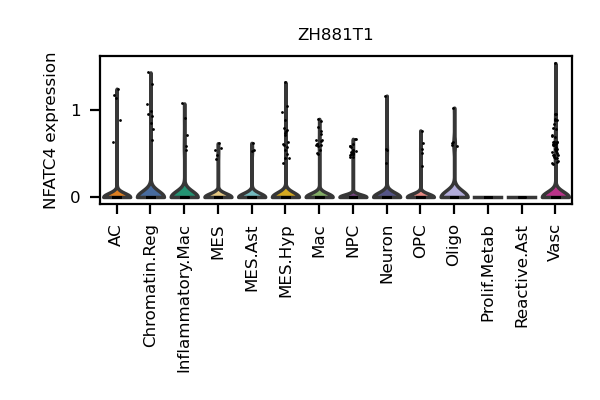 ZH881T1
NFATC4 expression
1
0
AC
Chromatin.Reg
Inflammatory.Mac
MES
MES.Ast
MES.Hyp
Mac
NPC
Neuron
OPC
Oligo
Prolif.Metab
Reactive.Ast
Vasc